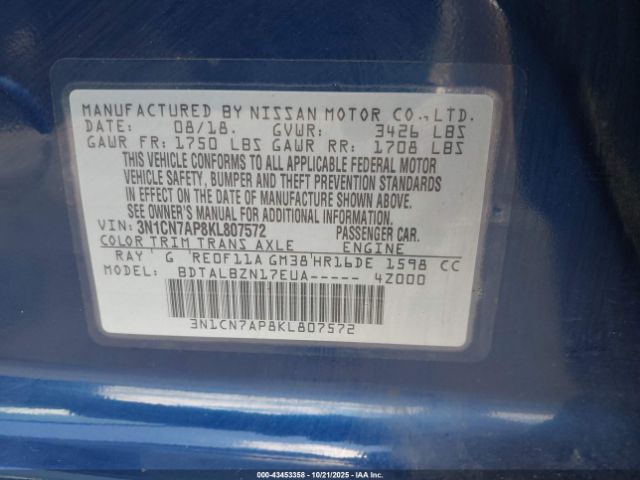 MANUFACTURED BY NISSAN MOTOR CO.,LTD.
DATE: 08/18. GVWR: 3426 LBS
GAWR FR: 1750 LBS GAWR RR: 1708 LBS
THIS VEHICLE CONFORMS TO ALL APPLICABLE FEDERAL MOTOR
VEHICLE SAFETY, BUMPER AND THEFT PREVENTION STANDARDS
IN EFFECT ON THE DATE OF MANUFACTURE SHOWN ABOVE.
SEE OWNER'S MANUAL FOR ADDITIONAL INFORMATION.
VIN: 3N1CN7AP8KL807572 PASSENGER CAR.
COLOR TRIM TRANS AXLE ENGINE
RAY G RE0F11A GM38 HR16DE 1598 CC
MODEL: BDTALBZN17EUA----- 4Z000
3N1CN7AP8KL807572
Owner: 000 - 43453358 - 10/21/2025 - IAA, Inc.